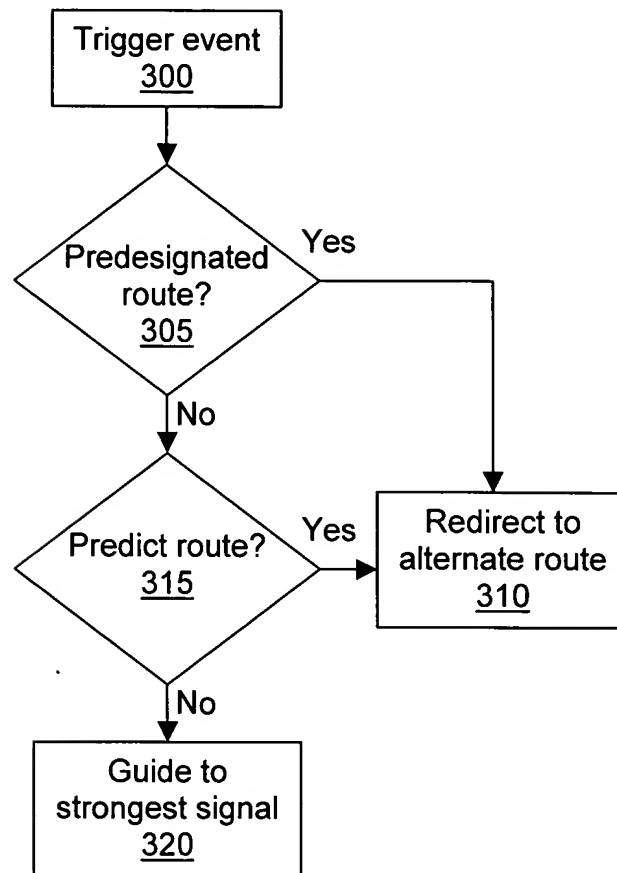 Trigger event
300
Yes
Predesignated
route?
305
No
Yes
Predict route?
315
Redirect to
alternate route
310
No
Guide to
strongest signal
320